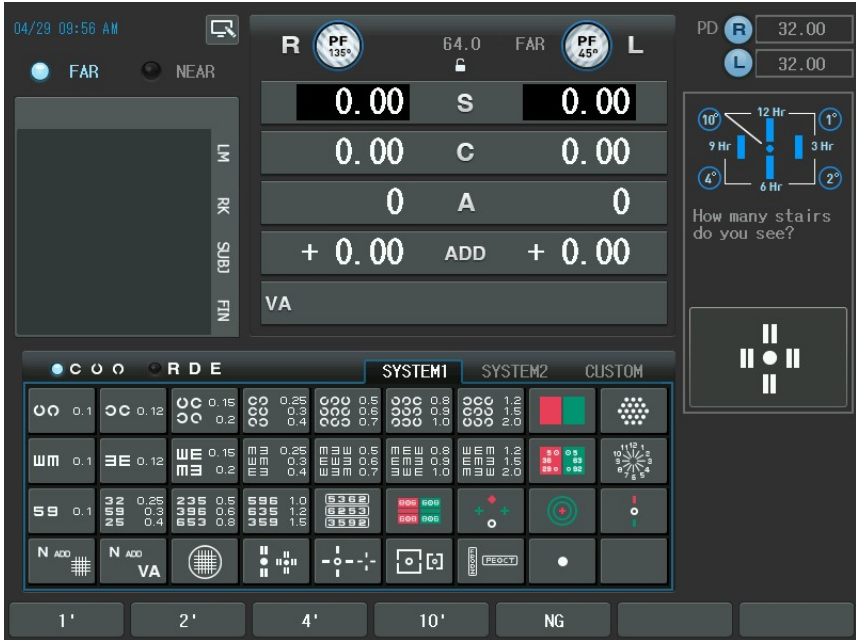 04/29 09:56 AM
FAR NEAR
LM
RK
SUBJ
FIN
R PF 135° 64.0 FAR PF 45° L
0.00 S 0.00
0.00 C 0.00
0 A 0
+ 0.00 ADD + 0.00
VA
PD R 32.00
L 32.00
10° 12 Hr 1°
9 Hr 3 Hr
4° 6 Hr 2°
How many stairs
do you see?
R D E
SYSTEM1 SYSTEM2 CUSTOM
0.1 0.12 0.15 0.25 0.5 0.8 1.2
0.3 0.6 0.9 1.5
0.2 0.4 0.7 1.0 2.0
0.1 0.12 0.15 0.25 0.5 0.8 1.2
0.3 0.6 0.9 1.5
0.2 0.4 0.7 1.0 2.0
59 0.1
32 0.25
59 0.3
25 0.4
235 0.5
396 0.6
653 0.8
596 1.0
635 1.2
359 1.5
5362
6253
3592
N ADD
N ADD VA
PEOCT
1' 2' 4' 10' NG